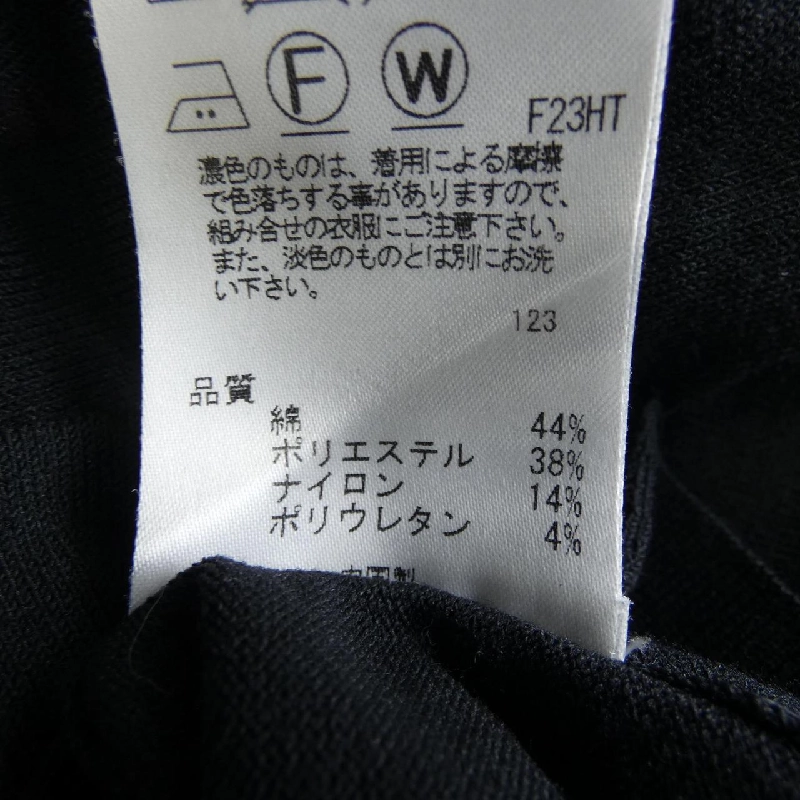 F W F23HT
濃色のものは、着用による摩擦
で色落ちする事がありますので、
組み合せの衣服にご注意下さい。
また、淡色のものとは別にお洗
い下さい。
123
品質
綿 44%
ポリエステル 38%
ナイロン 14%
ポリウレタン 4%
中国製